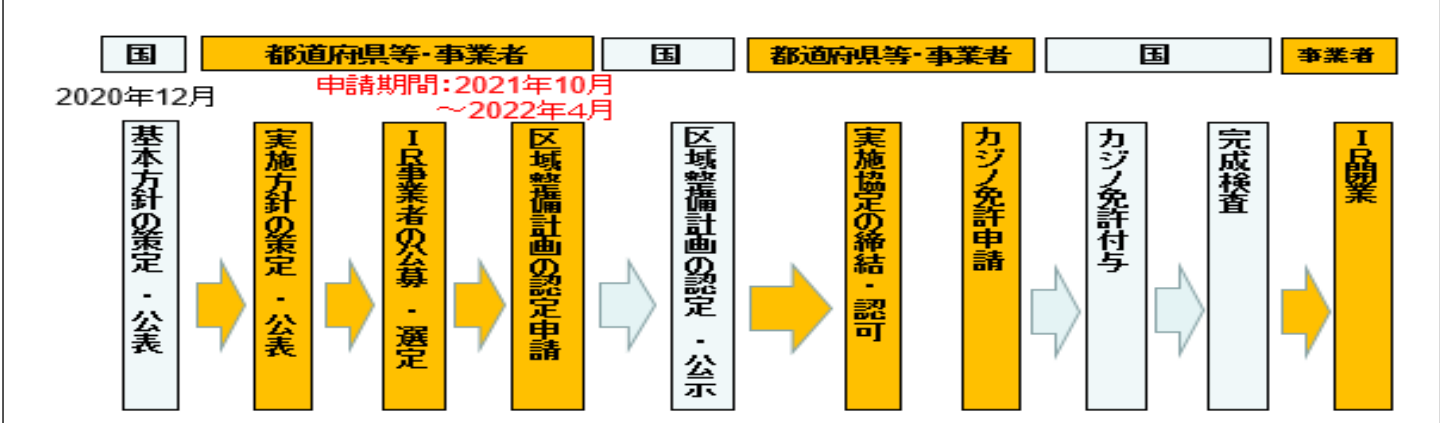 国
都道府県等・事業者
国
都道府県等・事業者
国
事業者
2020年12月
申請期間：2021年10月
～2022年4月
基本方針の策定・公表
実施方針の策定・公表
IR事業者の公募・選定
区域整備計画の認定申請
区域整備計画の認定・公示
実施協定の締結・認可
カジノ免許申請
カジノ免許付与
完成検査
IR開業